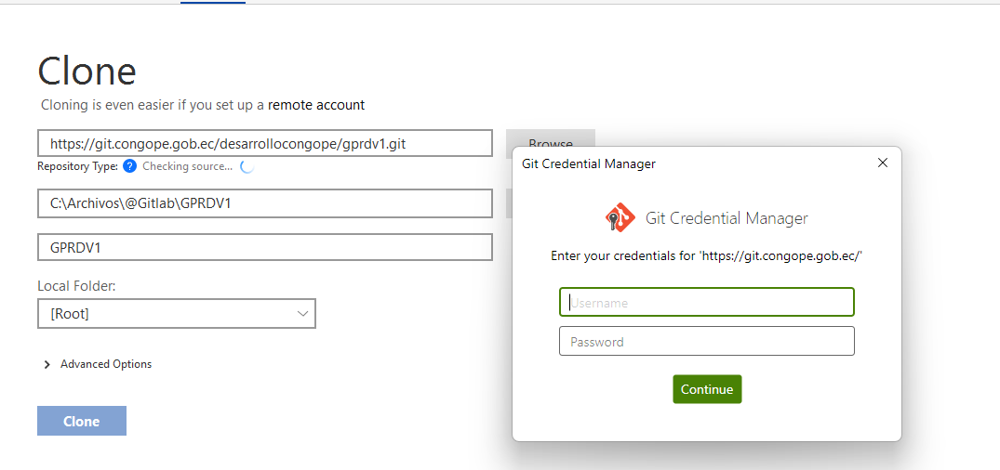 Clone
Cloning is even easier if you set up a remote account
https://git.congope.gob.ec/desarrollocongope/gprdv1.git
Browse
Repository Type: ? Checking source...
C:\Archivos\@Gitlab\GPRDV1
GPRDV1
Local Folder:
[Root]
Advanced Options
Clone
Git Credential Manager
Git Credential Manager
Enter your credentials for 'https://git.congope.gob.ec/'
Username
Password
Continue